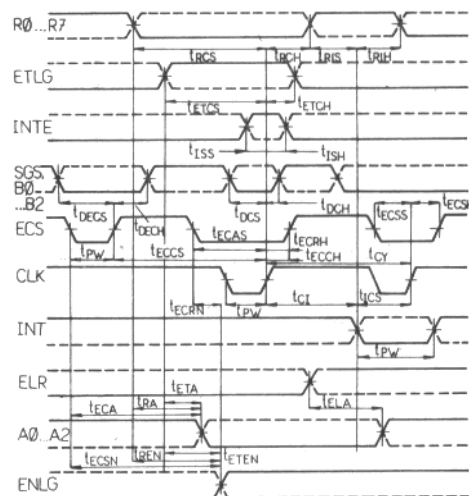 RØ...R7
tRCS tRCH tRIS tRIH
ETLG
tETCS tETCH
INTE
tISS tISH
SGS,
BØ
...B2
tDECS tDCS tDCH tECSS tECSH
tDECH
ECS
tECAS tECRH
tPW tECCS tECCH tCY
CLK
tECRN tPW tCI tICS
INT
tPW
ELR
tETA
tRA tELA
tECA
AØ...A2
tREN
tECSN tETEN
ENLG